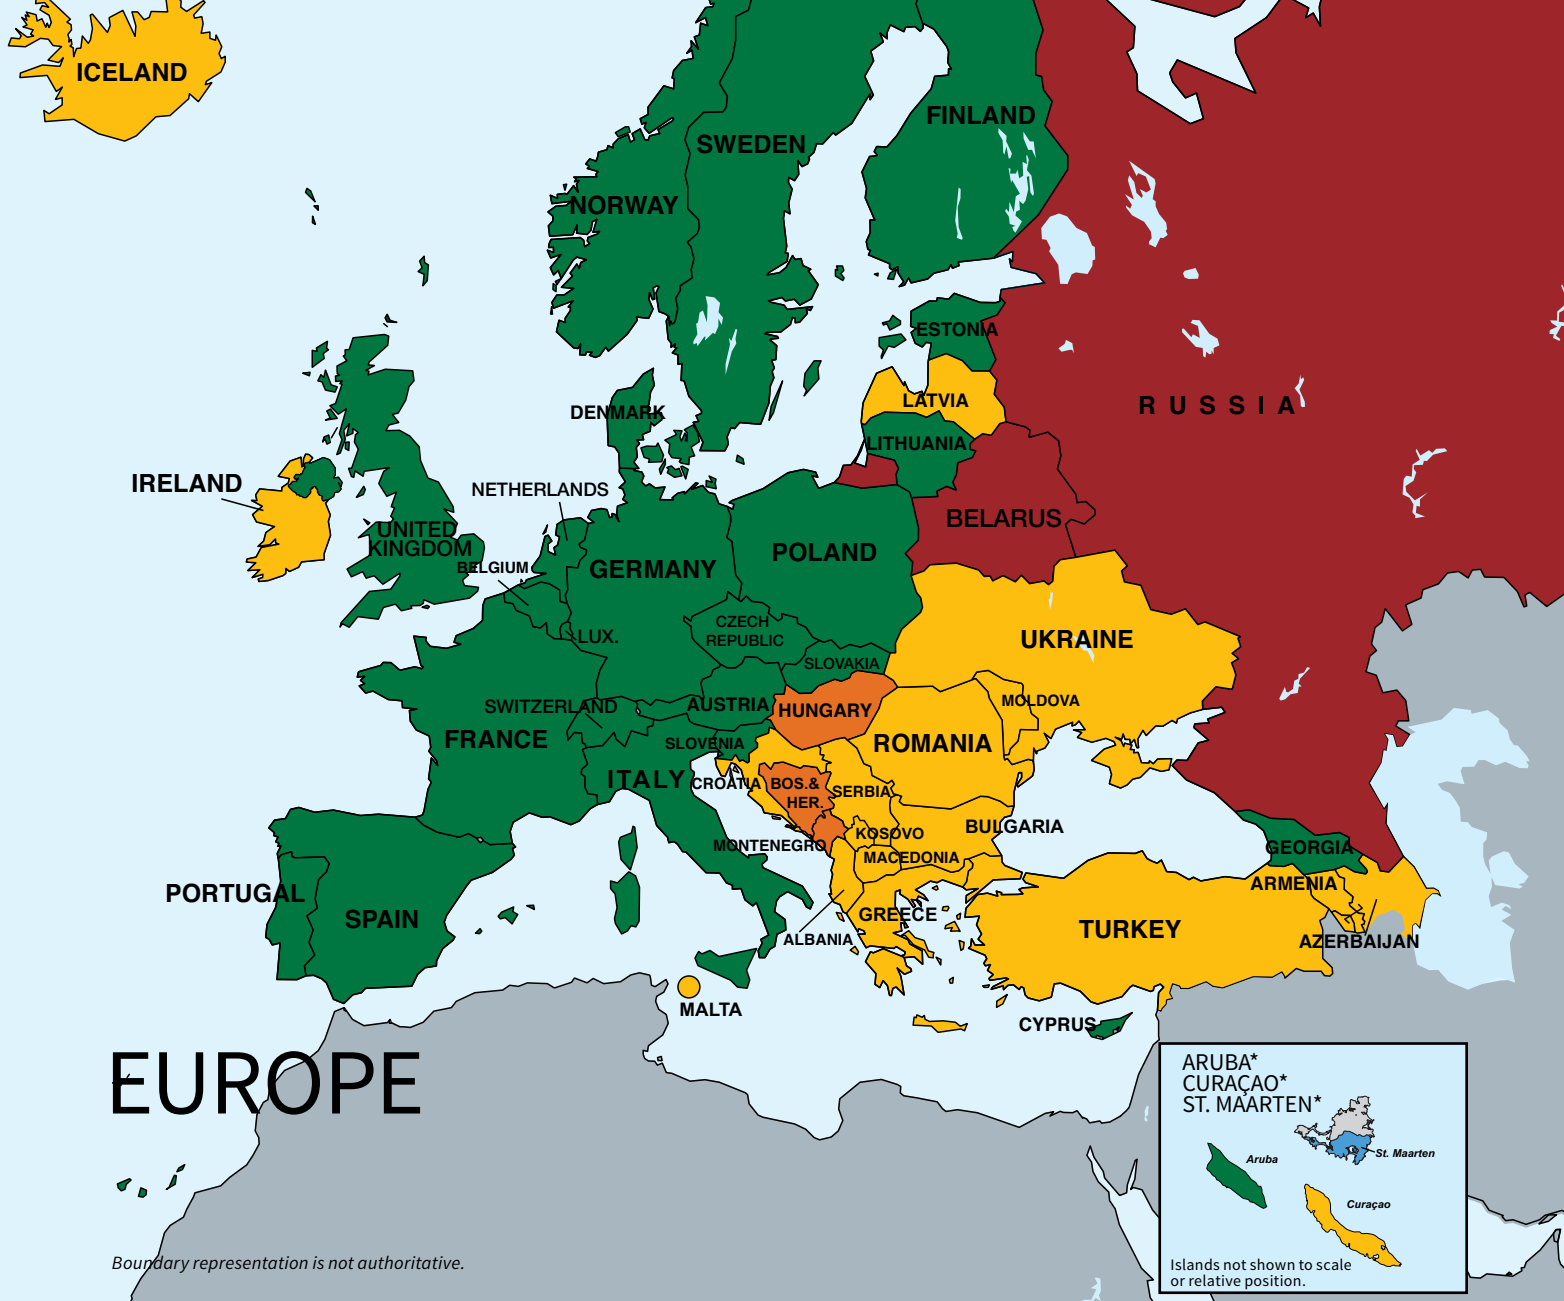 ICELAND
FINLAND
SWEDEN
NORWAY
ESTONIA
RUSSIA
LATVIA
DENMARK
LITHUANIA
IRELAND
NETHERLANDS
BELARUS
UNITED
KINGDOM
POLAND
BELGIUM
GERMANY
CZECH
REPUBLIC
LUX.
UKRAINE
SLOVAKIA
SWITZERLAND
AUSTRIA
HUNGARY
MOLDOVA
FRANCE
SLOVENIA
ROMANIA
ITALY
CROATIA
BOS.&
HER.
SERBIA
BULGARIA
KOSOVO
MONTENEGRO
GEORGIA
MACEDONIA
ARMENIA
PORTUGAL
SPAIN
GREECE
TURKEY
ALBANIA
AZERBAIJAN
MALTA
CYPRUS
EUROPE
ARUBA*
CURAÇAO*
ST. MAARTEN*
St. Maarten
Aruba
Curaçao
Islands not shown to scale
or relative position.
Boundary representation is not authoritative.